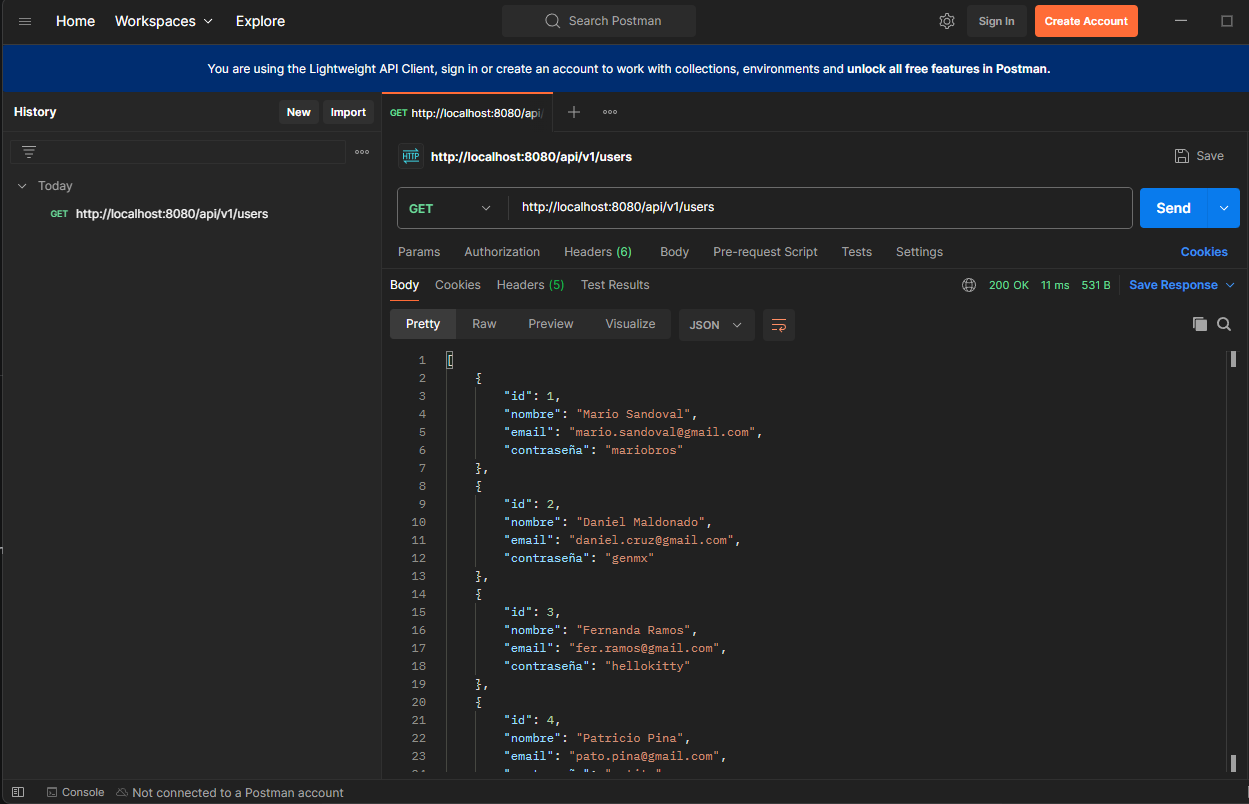 Home Workspaces Explore Search Postman Sign In Create Account
You are using the Lightweight API Client, sign in or create an account to work with collections, environments and unlock all free features in Postman.
History New Import GET http://localhost:8080/api/
HTTP http://localhost:8080/api/v1/users Save
Today
GET http://localhost:8080/api/v1/users
GET http://localhost:8080/api/v1/users Send
Params Authorization Headers (6) Body Pre-request Script Tests Settings Cookies
Body Cookies Headers (5) Test Results 200 OK 11 ms 531 B Save Response
Pretty Raw Preview Visualize JSON
1 [
2 {
3 "id": 1,
4 "nombre": "Mario Sandoval",
5 "email": "mario.sandoval@gmail.com",
6 "contraseña": "mariobros"
7 },
8 {
9 "id": 2,
10 "nombre": "Daniel Maldonado",
11 "email": "daniel.cruz@gmail.com",
12 "contraseña": "genmx"
13 },
14 {
15 "id": 3,
16 "nombre": "Fernanda Ramos",
17 "email": "fer.ramos@gmail.com",
18 "contraseña": "hellokitty"
19 },
20 {
21 "id": 4,
22 "nombre": "Patricio Pina",
23 "email": "pato.pina@gmail.com",
Console Not connected to a Postman account